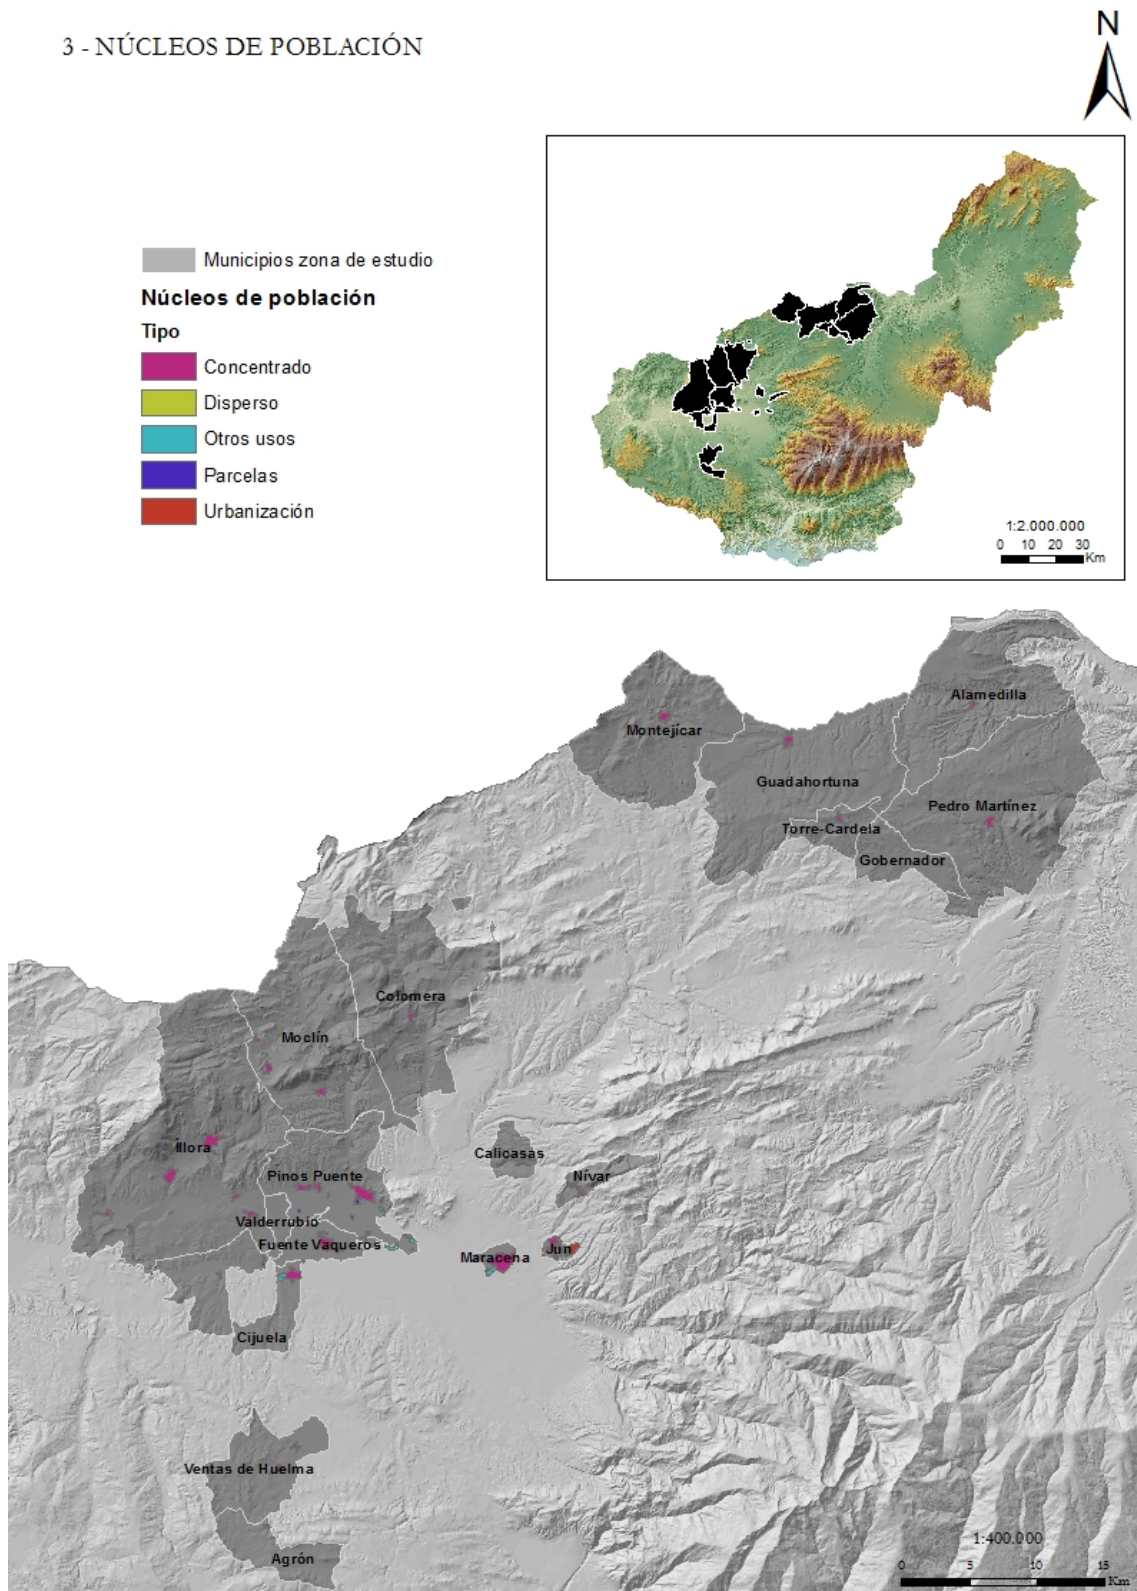 N
3 - NÚCLEOS DE POBLACIÓN
Municipios zona de estudio
Núcleos de población
Tipo
Concentrado
Disperso
Otros usos
Parcelas
Urbanización
1:2.000.000
0 10 20 30
Km
Alamedilla
Montejícar
Guadahortuna
Pedro Martínez
Torre-Cardela
Gobernador
Colomera
Moclín
Íllora
Calicasas
Pinos Puente
Nívar
Valderrubio
Fuente Vaqueros
Maracena
Jun
Cijuela
Ventas de Huelma
Agrón
1:400.000
0 5 10 15
Km